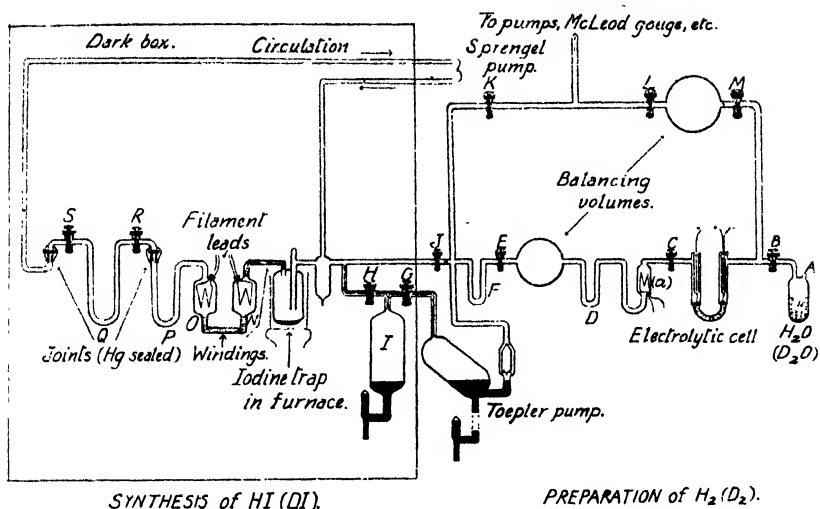 To pumps, McLeod gouge, etc.
Dark box.
Circulation
Sprengel
pump.
K
L
M
S
R
Filament
leads
Balancing
volumes.
J
E
C
B
A
H
G
F
D
(a)
O
N
Q
P
I
Joints (Hg sealed)
Windings.
Iodine trap
in furnace.
Electrolytic cell
H₂O
(D₂O)
Toepler pump.
SYNTHESIS of HI (DI).
PREPARATION of H₂ (D₂).